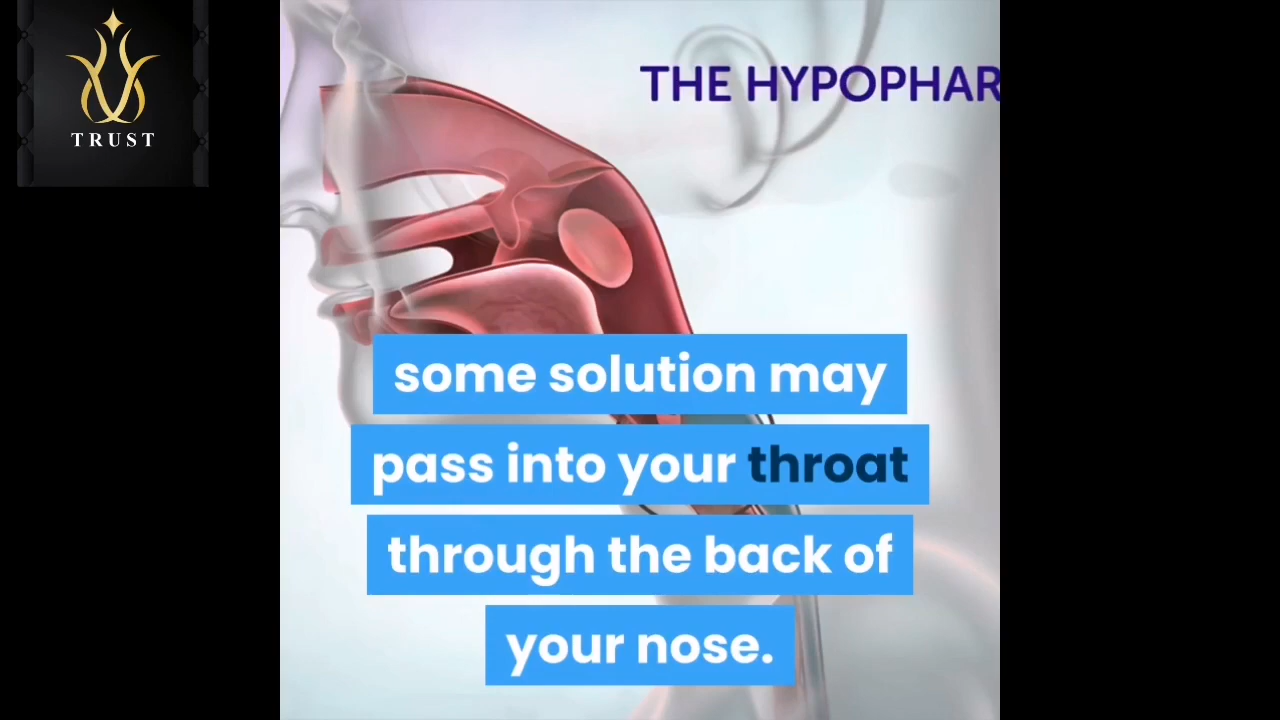 TRUST
THE HYPOPHAR
some solution may
pass into your throat
through the back of
your nose.